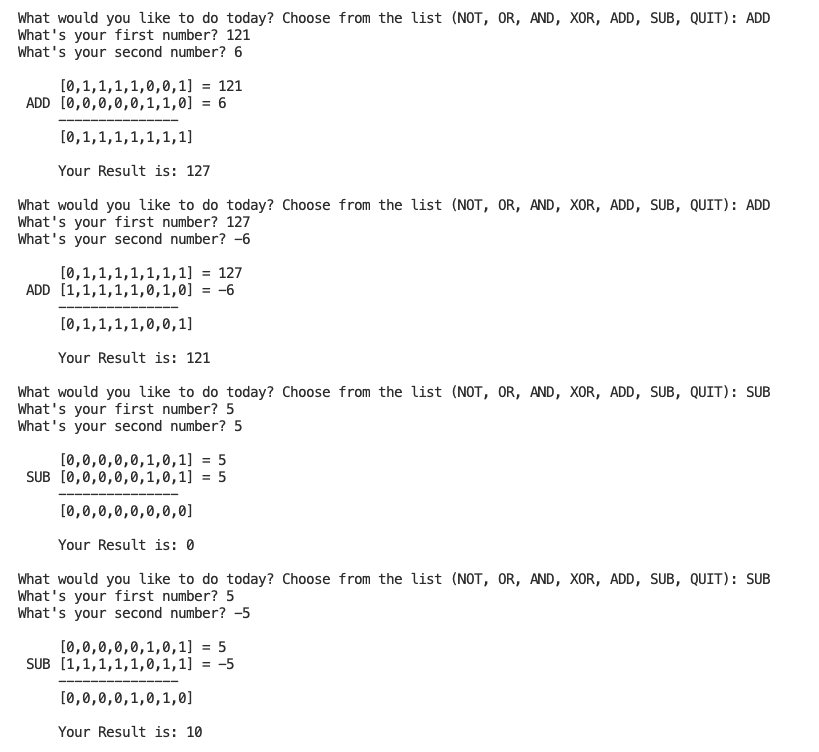 What would you like to do today? Choose from the list (NOT, OR, AND, XOR, ADD, SUB, QUIT): ADD
What's your first number? 121
What's your second number? 6
[0,1,1,1,1,0,0,1] = 121
ADD [0,0,0,0,0,1,1,0] = 6
---------------
[0,1,1,1,1,1,1,1]
Your Result is: 127
What would you like to do today? Choose from the list (NOT, OR, AND, XOR, ADD, SUB, QUIT): ADD
What's your first number? 127
What's your second number? -6
[0,1,1,1,1,1,1,1] = 127
ADD [1,1,1,1,1,0,1,0] = -6
---------------
[0,1,1,1,1,0,0,1]
Your Result is: 121
What would you like to do today? Choose from the list (NOT, OR, AND, XOR, ADD, SUB, QUIT): SUB
What's your first number? 5
What's your second number? 5
[0,0,0,0,0,1,0,1] = 5
SUB [0,0,0,0,0,1,0,1] = 5
---------------
[0,0,0,0,0,0,0,0]
Your Result is: 0
What would you like to do today? Choose from the list (NOT, OR, AND, XOR, ADD, SUB, QUIT): SUB
What's your first number? 5
What's your second number? -5
[0,0,0,0,0,1,0,1] = 5
SUB [1,1,1,1,1,0,1,1] = -5
---------------
[0,0,0,0,1,0,1,0]
Your Result is: 10